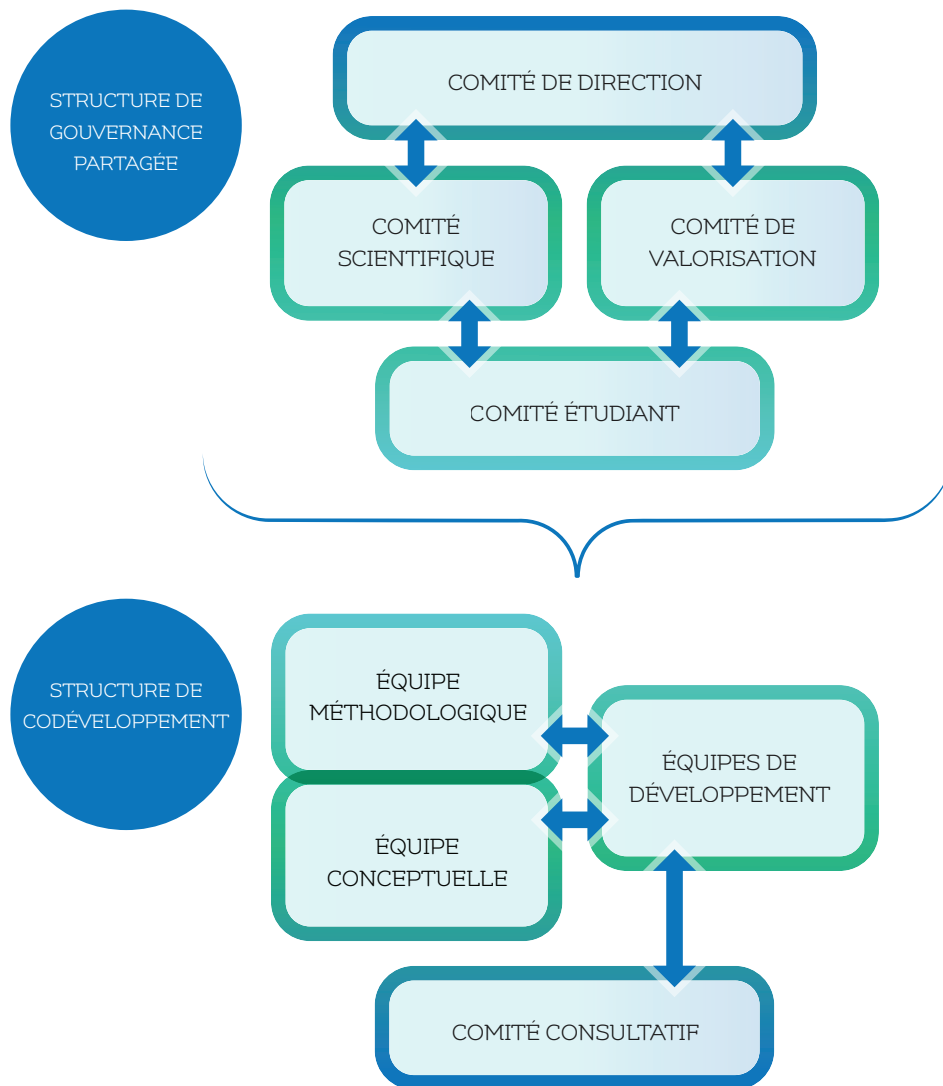 STRUCTURE DE
GOUVERNANCE
PARTAGÉE
COMITÉ DE DIRECTION
COMITÉ
SCIENTIFIQUE
COMITÉ DE
VALORISATION
COMITÉ ÉTUDIANT
STRUCTURE DE
CODÉVELOPPEMENT
ÉQUIPE
MÉTHODOLOGIQUE
ÉQUIPES DE
DÉVELOPPEMENT
ÉQUIPE
CONCEPTUELLE
COMITÉ CONSULTATIF